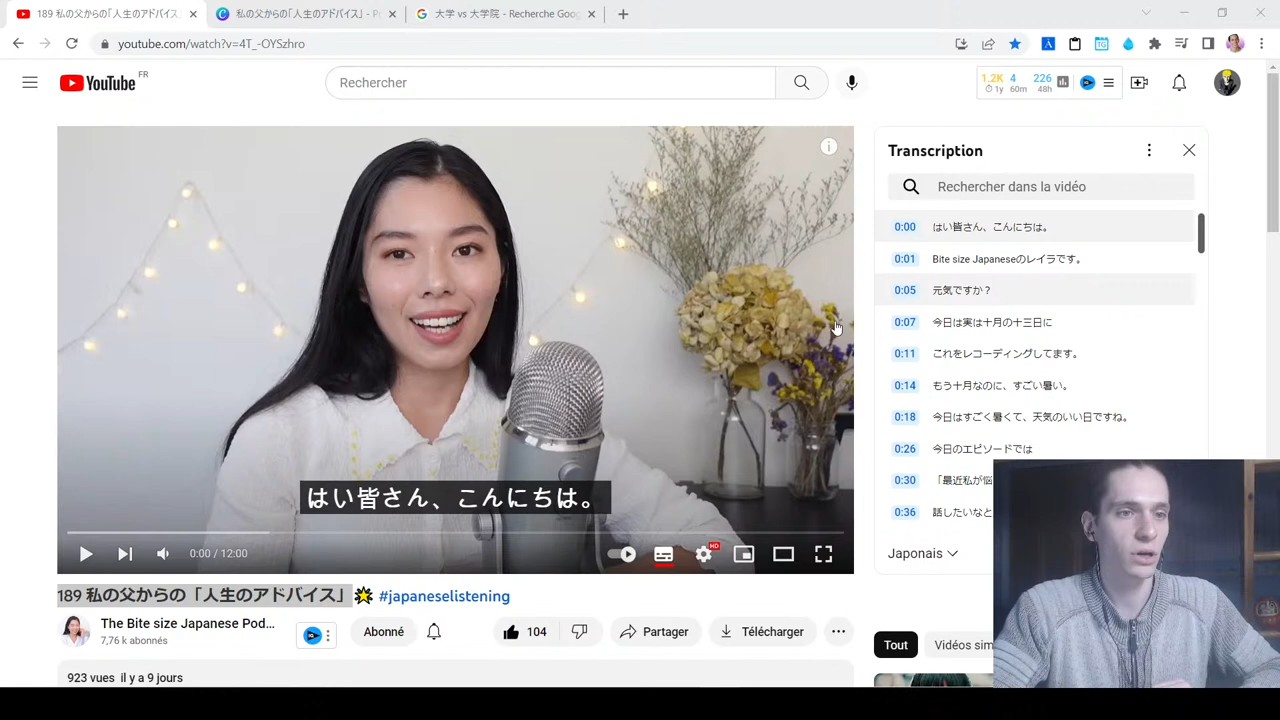 189 私の父からの「人生のアドバイス」
私の父からの「人生のアドバイス」 - P
大学 vs 大学院 - Recherche Goo
youtube.com/watch?v=4T_-OYSzhro
YouTube FR
Rechercher
1.2K 4 226
1y 60m 48h
Transcription
Rechercher dans la vidéo
0:00 はい皆さん、こんにちは。
0:01 Bite size Japaneseのレイラです。
0:05 元気ですか？
0:07 今日は実は十月の十三日に
0:11 これをレコーディングしてます。
0:14 もう十月なのに、すごい暑い。
0:18 今日はすごく暑くて、天気のいい日ですね。
0:26 今日のエピソードでは
0:30 「最近私が悩
0:36 話したいなと
Japonais
はい皆さん、こんにちは。
0:00 / 12:00
HD
189 私の父からの「人生のアドバイス」🌟 #japaneselistening
The Bite size Japanese Pod...
7,76 k abonnés
Abonné
104
Partager
Télécharger
Tout
Vidéos sim
923 vues il y a 9 jours